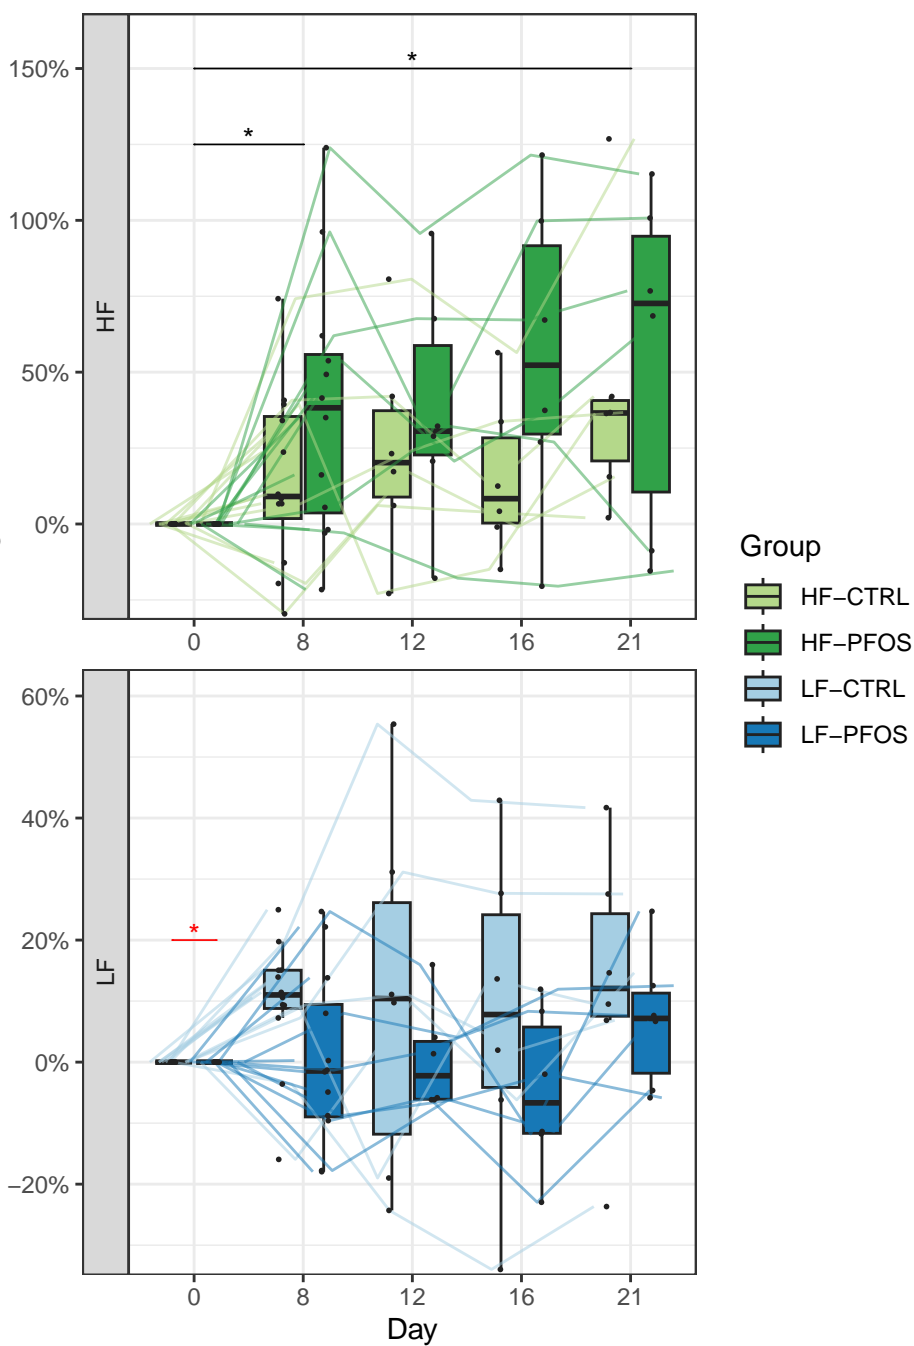 HF
150%
100%
50%
0%
*
*
0 8 12 16 21
LF
60%
40%
20%
0%
−20%
*
0 8 12 16 21
Day
Group
HF−CTRL
HF−PFOS
LF−CTRL
LF−PFOS